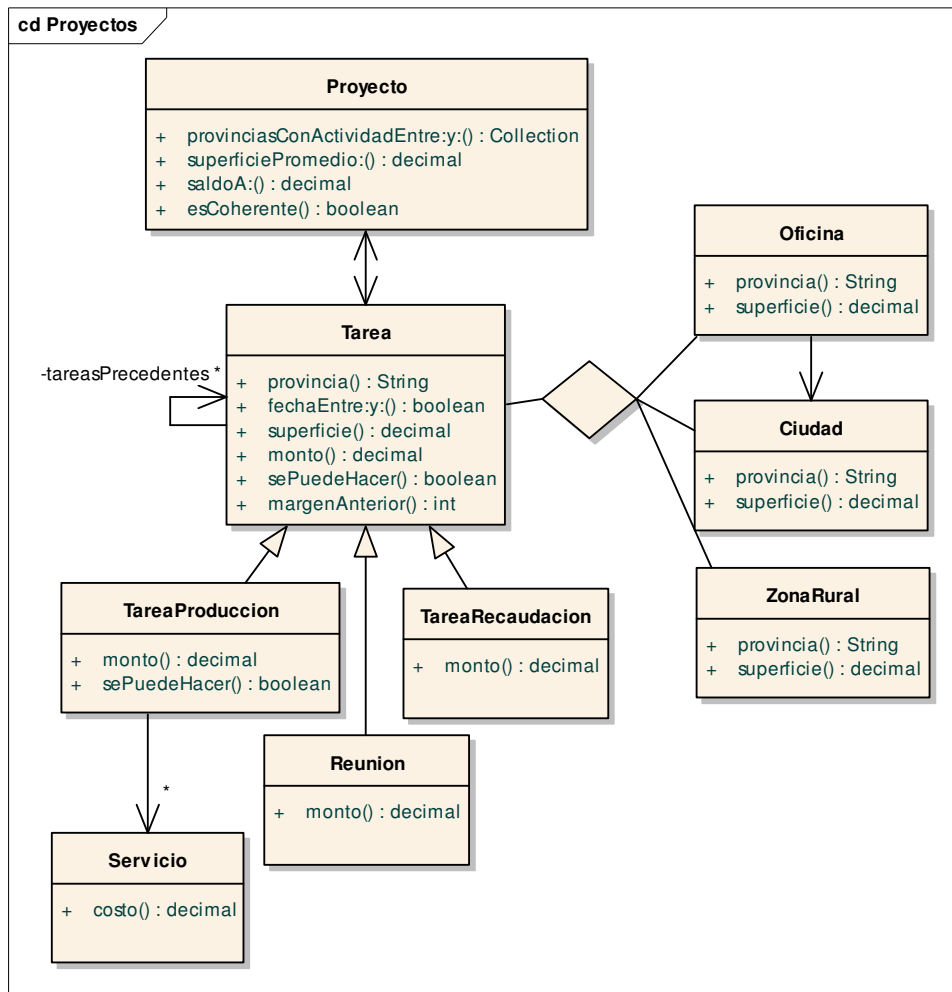 cd Proyectos
Proyecto
+ provinciasConActividadEntre:y:() : Collection
+ superficiePromedio:() : decimal
+ saldoA:() : decimal
+ esCoherente() : boolean
Oficina
+ provincia() : String
+ superficie() : decimal
Tarea
+ provincia() : String
+ fechaEntre:y:() : boolean
+ superficie() : decimal
+ monto() : decimal
+ sePuedeHacer() : boolean
+ margenAnterior() : int
-tareasPrecedentes *
Ciudad
+ provincia() : String
+ superficie() : decimal
ZonaRural
+ provincia() : String
+ superficie() : decimal
TareaProduccion
+ monto() : decimal
+ sePuedeHacer() : boolean
TareaRecaudacion
+ monto() : decimal
Reunion
+ monto() : decimal
*
Servicio
+ costo() : decimal